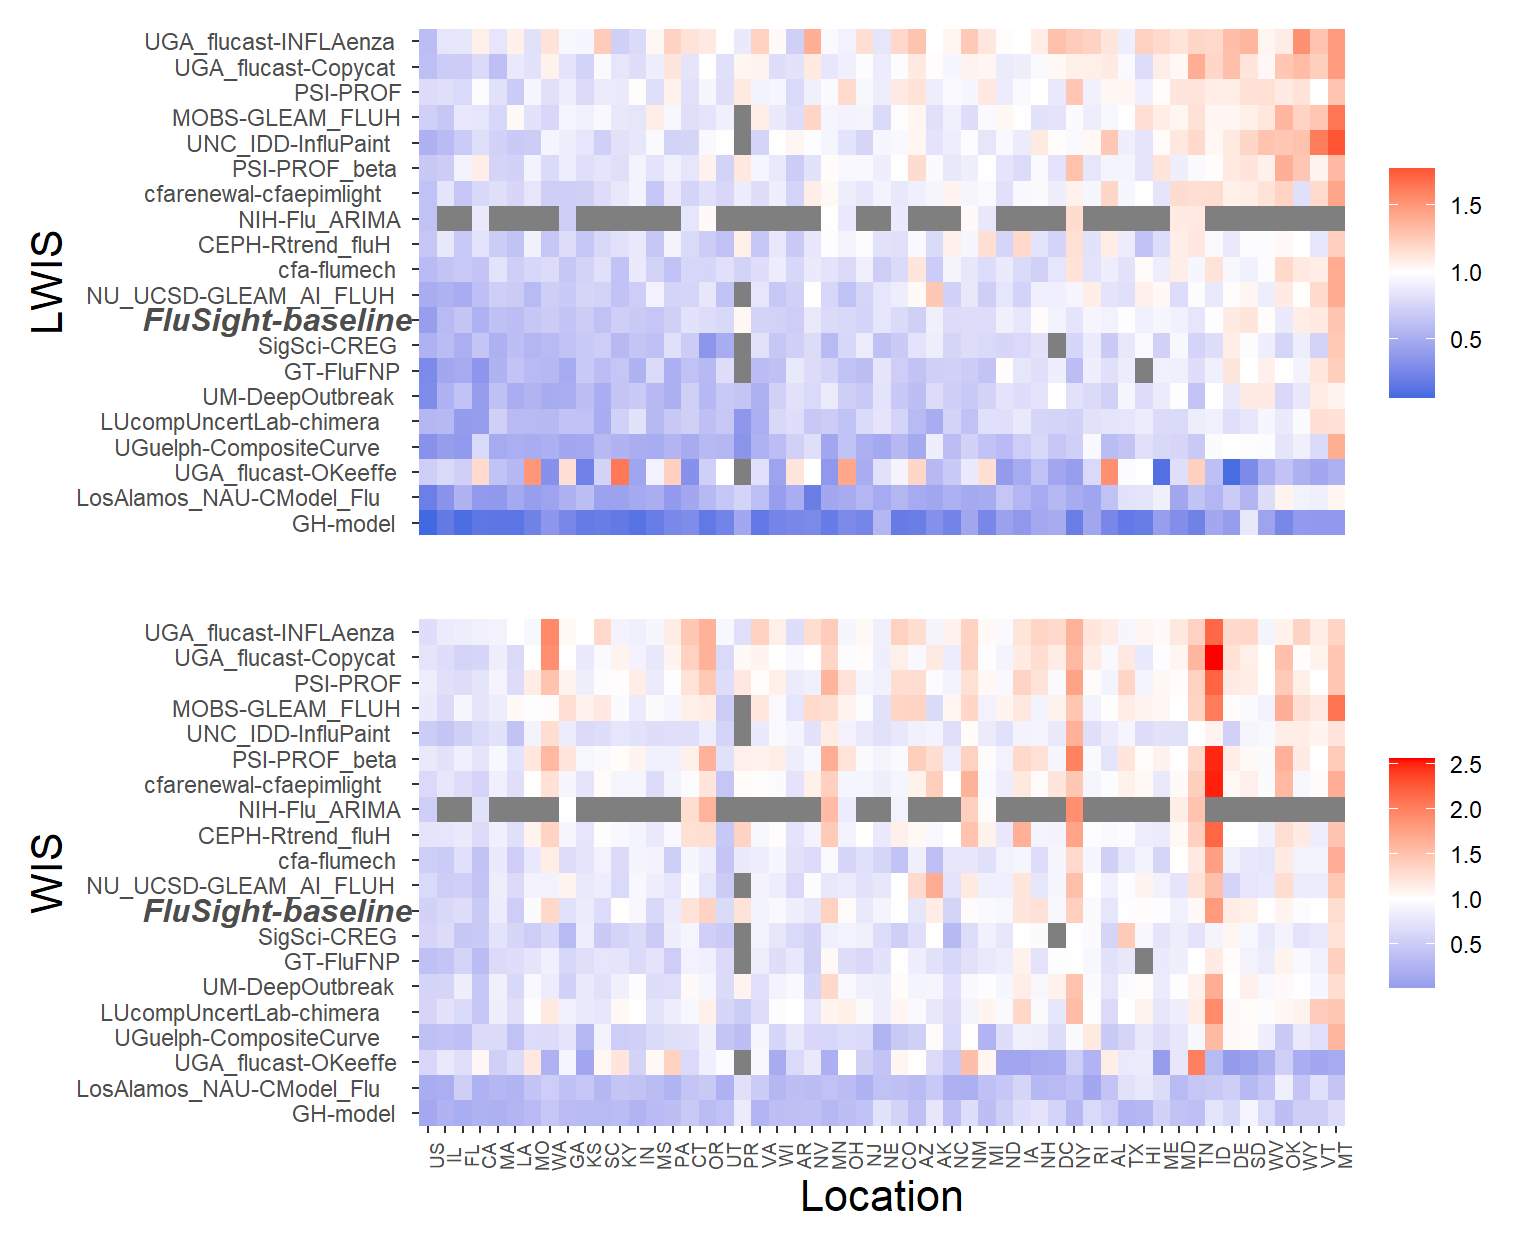 LWIS
UGA_flucast-INFLAenza
UGA_flucast-Copycat
PSI-PROF
MOBS-GLEAM_FLUH
UNC_IDD-InfluPaint
PSI-PROF_beta
cfarenewal-cfaepimlight
NIH-Flu_ARIMA
CEPH-Rtrend_fluH
cfa-flumech
NU_UCSD-GLEAM_AI_FLUH
FluSight-baseline
SigSci-CREG
GT-FluFNP
UM-DeepOutbreak
LUcompUncertLab-chimera
UGuelph-CompositeCurve
UGA_flucast-OKeeffe
LosAlamos_NAU-CModel_Flu
GH-model
1.5
1.0
0.5
WIS
UGA_flucast-INFLAenza
UGA_flucast-Copycat
PSI-PROF
MOBS-GLEAM_FLUH
UNC_IDD-InfluPaint
PSI-PROF_beta
cfarenewal-cfaepimlight
NIH-Flu_ARIMA
CEPH-Rtrend_fluH
cfa-flumech
NU_UCSD-GLEAM_AI_FLUH
FluSight-baseline
SigSci-CREG
GT-FluFNP
UM-DeepOutbreak
LUcompUncertLab-chimera
UGuelph-CompositeCurve
UGA_flucast-OKeeffe
LosAlamos_NAU-CModel_Flu
GH-model
2.5
2.0
1.5
1.0
0.5
US IL FL CA MA LA MO WA GA KS SC KY IN MS PA CT OR UT PR VA WI AR NV MN OH NJ NE CO AZ AK NC NM MI ND IA NH DC NY RI AL TX HI ME MD TN ID DE SD WV OK WY VT MT
Location